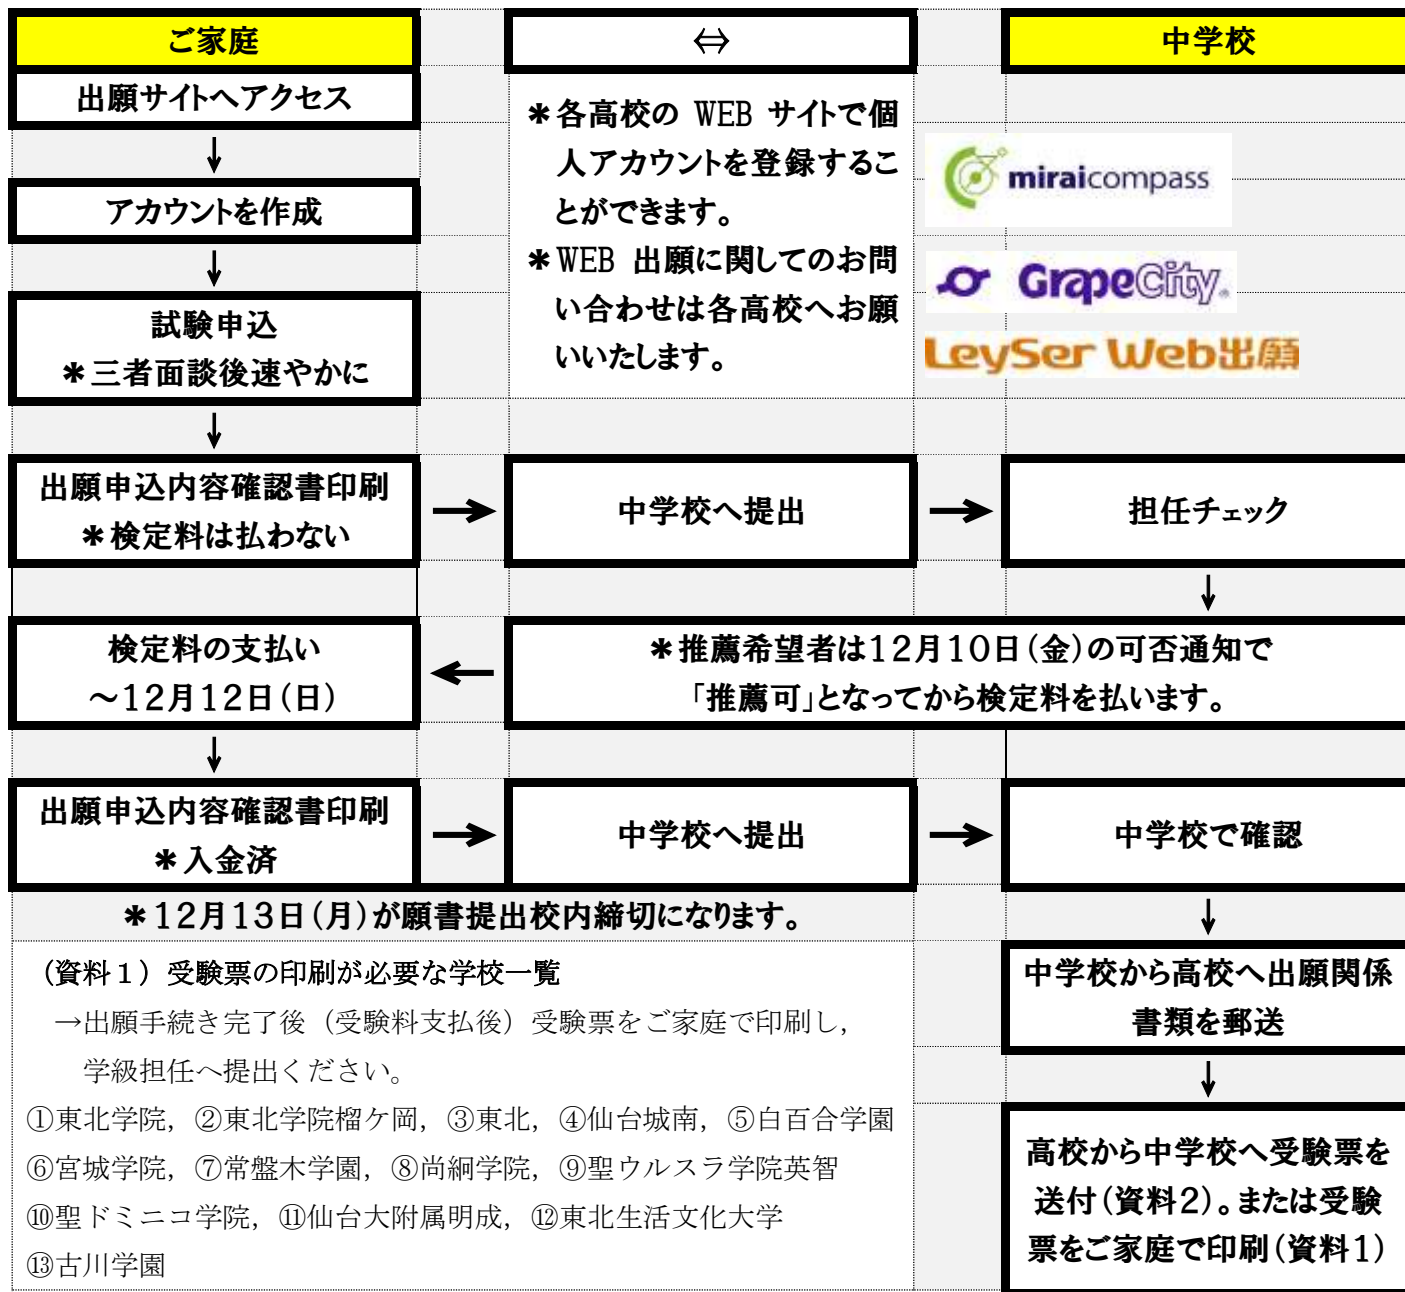 ご家庭
⇔
中学校
出願サイトへアクセス
↓
アカウントを作成
↓
試験申込
＊三者面談後速やかに
↓
＊各高校の WEB サイトで個
人アカウントを登録するこ
とができます。
＊WEB 出願に関してのお問
い合わせは各高校へお願
いいたします。
miraicompass
GrapeCity®
LeySer Web出願
出願申込内容確認書印刷
＊検定料は払わない
→
中学校へ提出
→
担任チェック
↓
検定料の支払い
～12月12日(日)
←
＊推薦希望者は12月10日(金)の可否通知で
「推薦可」となってから検定料を払います。
↓
出願申込内容確認書印刷
＊入金済
→
中学校へ提出
→
中学校で確認
＊12月13日(月)が願書提出校内締切になります。
↓
（資料１）受験票の印刷が必要な学校一覧
→出願手続き完了後（受験料支払後）受験票をご家庭で印刷し，
学級担任へ提出ください。
①東北学院，②東北学院榴ケ岡，③東北，④仙台城南，⑤白百合学園
⑥宮城学院，⑦常盤木学園，⑧尚絅学院，⑨聖ウルスラ学院英智
⑩聖ドミニコ学院，⑪仙台大附属明成，⑫東北生活文化大学
⑬古川学園
中学校から高校へ出願関係
書類を郵送
↓
高校から中学校へ受験票を
送付(資料2)。または受験
票をご家庭で印刷(資料1)